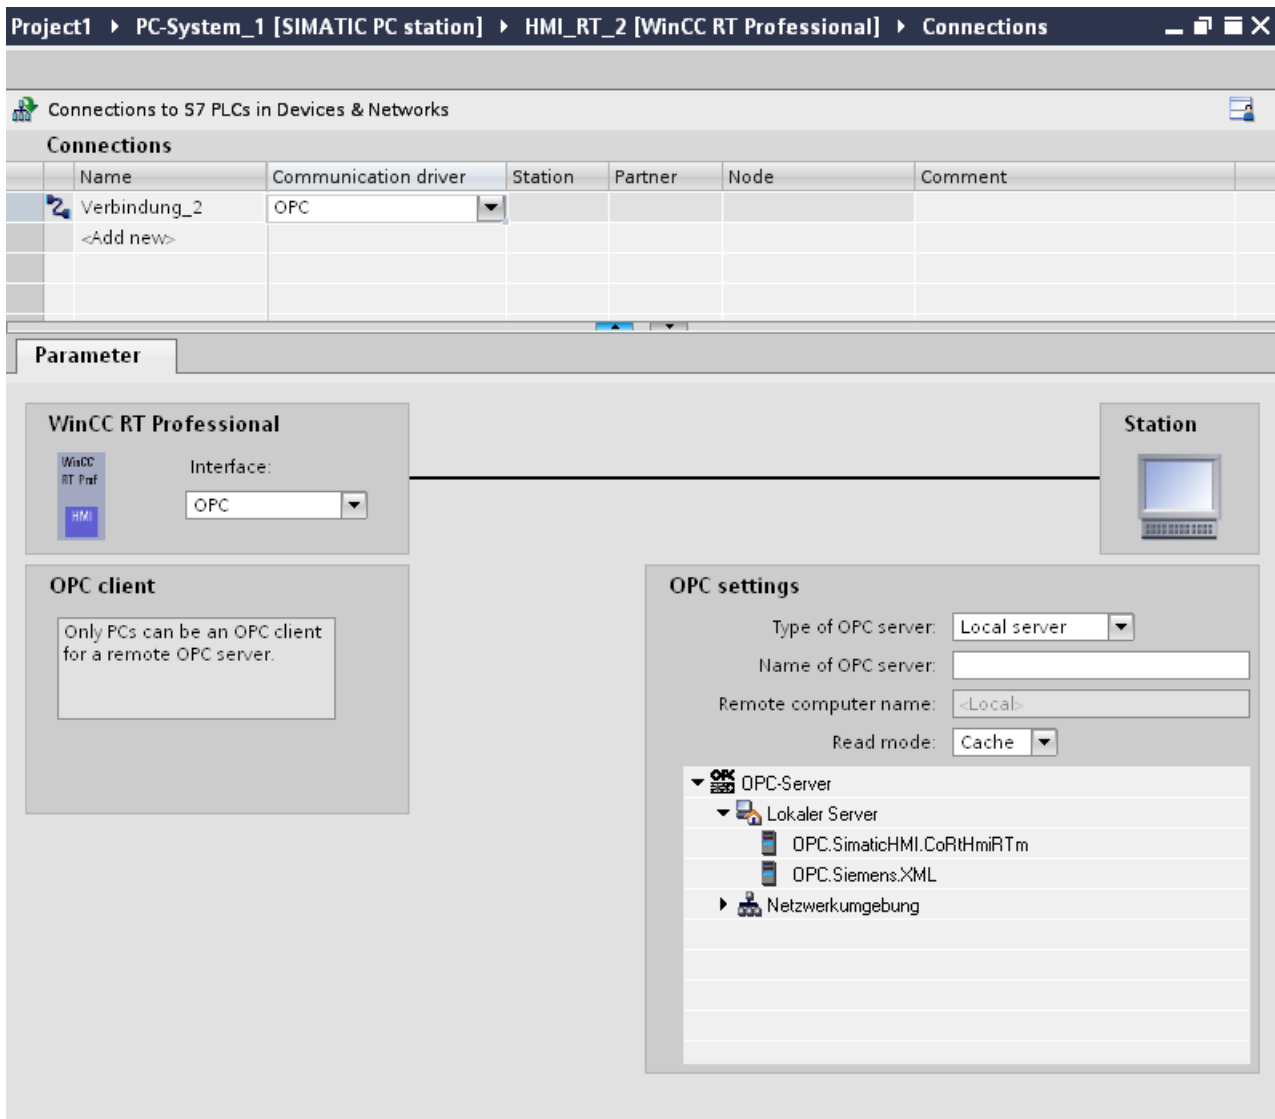 Project1 ▸ PC-System_1 [SIMATIC PC station] ▸ HMI_RT_2 [WinCC RT Professional] ▸ Connections
Connections to S7 PLCs in Devices & Networks
Connections
Name Communication driver Station Partner Node Comment
Verbindung_2 OPC
<Add new>
Parameter
WinCC RT Professional
WinCC
RT Prof
HMI
Interface:
OPC
Station
OPC client
Only PCs can be an OPC client
for a remote OPC server.
OPC settings
Type of OPC server: Local server
Name of OPC server:
Remote computer name: <Local>
Read mode: Cache
OPC OPC-Server
Lokaler Server
OPC.SimaticHMI.CoRtHmiRTm
OPC.Siemens.XML
Netzwerkumgebung